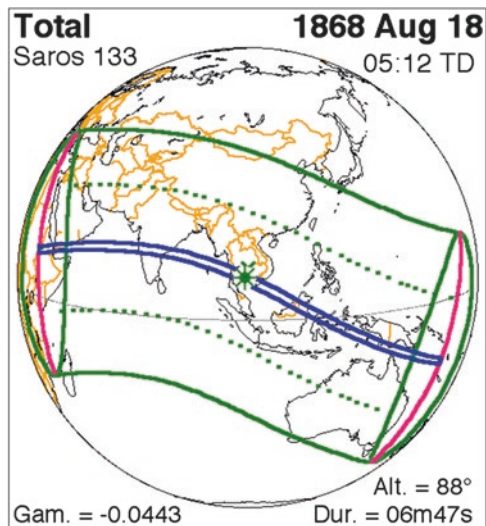 Total 1868 Aug 18
Saros 133 05:12 TD
Alt. = 88°
Gam. = -0.0443 Dur. = 06m47s